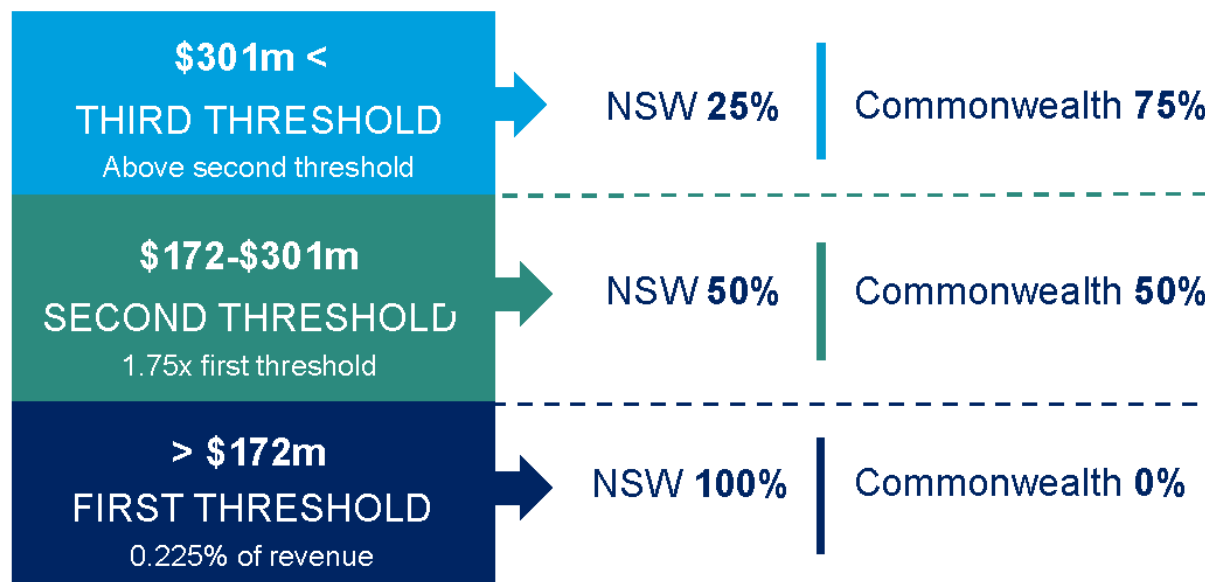 $301m <
THIRD THRESHOLD
Above second threshold
NSW 25%
Commonwealth 75%
$172-$301m
SECOND THRESHOLD
1.75x first threshold
NSW 50%
Commonwealth 50%
> $172m
FIRST THRESHOLD
0.225% of revenue
NSW 100%
Commonwealth 0%